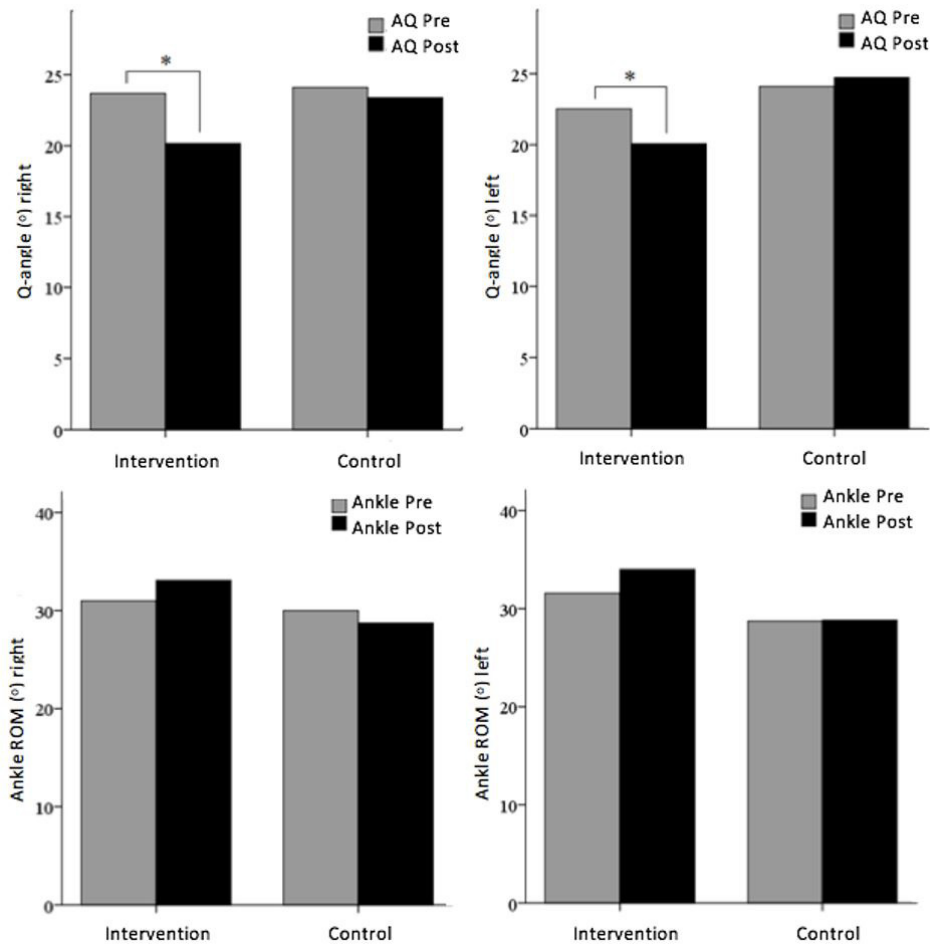 AQ Pre
AQ Post
*
25
20
15
10
5
0
Q-angle (º) right
Intervention
Control
AQ Pre
AQ Post
*
25
20
15
10
5
0
Q-angle (º) left
Intervention
Control
Ankle Pre
Ankle Post
40
30
20
10
0
Ankle ROM (º) right
Intervention
Control
Ankle Pre
Ankle Post
40
30
20
10
0
Ankle ROM (º) left
Intervention
Control